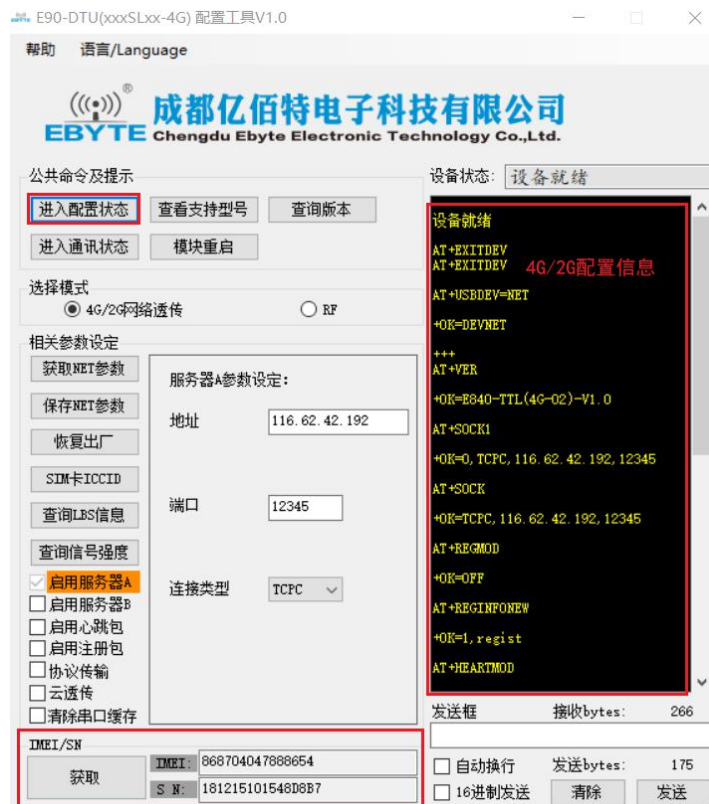 E90-DTU(xxxSLxx-4G) 配置工具V1.0
帮助 语言/Language
EBYTE ®
成都亿佰特电子科技有限公司
Chengdu Ebyte Electronic Technology Co.,Ltd.
公共命令及提示
进入配置状态 查看支持型号 查询版本
进入通讯状态 模块重启
选择模式
4G/2G网络透传 RF
相关参数设定
获取NET参数
保存NET参数
恢复出厂
SIM卡ICCID
查询LBS信息
查询信号强度
启用服务器A
启用服务器B
启用心跳包
启用注册包
协议传输
云透传
清除串口缓存
服务器A参数设定:
地址 116.62.42.192
端口 12345
连接类型 TCPC
IMEI/SN
获取
IMEI: 868704047888654
S N: 181215101548D8B7
设备状态: 设备就绪
设备就绪
AT+EXITDEV
AT+EXITDEV
4G/2G配置信息
AT+USBDEV=NET
+OK=DEVNET
+++
AT+VER
+OK=E840-TTL(4G-02)-V1.0
AT+SOCK1
+OK=0,TCPC,116.62.42.192,12345
AT+SOCK
+OK=TCPC,116.62.42.192,12345
AT+REGMOD
+OK=OFF
AT+REGINFONEW
+OK=1,regist
AT+HEARTMOD
发送框 接收bytes: 266
自动换行 发送bytes: 175
16进制发送 清除 发送